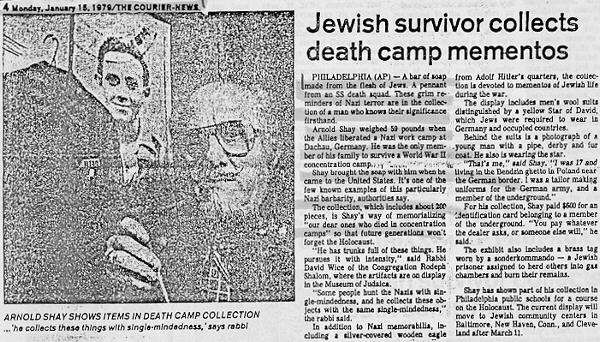 4 Monday, January 15, 1979/THE COURIER-NEWS
Jewish survivor collects
death camp mementos
PHILADELPHIA (AP) — A bar of soap
made from the flesh of Jews. A pennant
from an SS death squad. These grim re-
minders of Nazi terror are in the collec-
tion of a man who knows their significance
firsthand.
Arnold Shay weighed 59 pounds when
the Allies liberated a Nazi work camp at
Dachau, Germany. He was the only mem-
ber of his family to survive a World War II
concentration camp.
Shay brought the soap with him when he
came to the United States. It's one of the
few known examples of this particularly
Nazi barbarity, authorities say.
The collection, which includes about 200
pieces, is Shay's way of memorializing
"our dear ones who died in concentration
camps" so that future generations won't
forget the Holocaust.
"He has trunks full of these things. He
pursues it with intensity," said Rabbi
David Wice of the Congregation Rodeph
Shalom, where the artifacts are on display
in the Museum of Judaica.
"Some people hunt the Nazis with sin-
gle-mindedness, and he collects these ob-
jects with the same single-mindedness,"
the rabbi said.
In addition to Nazi memorabilia, in-
cluding a silver-covered wooden eagle
from Adolf Hitler's quarters, the collec-
tion is devoted to mementos of Jewish life
during the war.
The display includes men's wool suits
distinguished by a yellow Star of David,
which Jews were required to wear in
Germany and occupied countries.
Behind the suits is a photograph of a
young man with a pipe, derby and fur
coat. He also is wearing the star.
"That's me," said Shay, "I was 17 and
living in the Bendzin ghetto in Poland near
the German border. I was a tailor making
uniforms for the German army, and a
member of the underground."
For his collection, Shay paid $600 for an
identification card belonging to a member
of the underground. "You pay whatever
the dealer asks, or someone else will," he
said.
The exhibit also includes a brass tag
worn by a sonderkommando — a Jewish
prisoner assigned to herd others into gas
chambers and burn their remains.
Shay has shown part of his collection in
Philadelphia public schools for a course
on the Holocaust. The current display will
move to Jewish community centers in
Baltimore, New Haven, Conn., and Cleve-
land after March 11.
ARNOLD SHAY SHOWS ITEMS IN DEATH CAMP COLLECTION
...'he collects these things with single-mindedness,' says rabbi